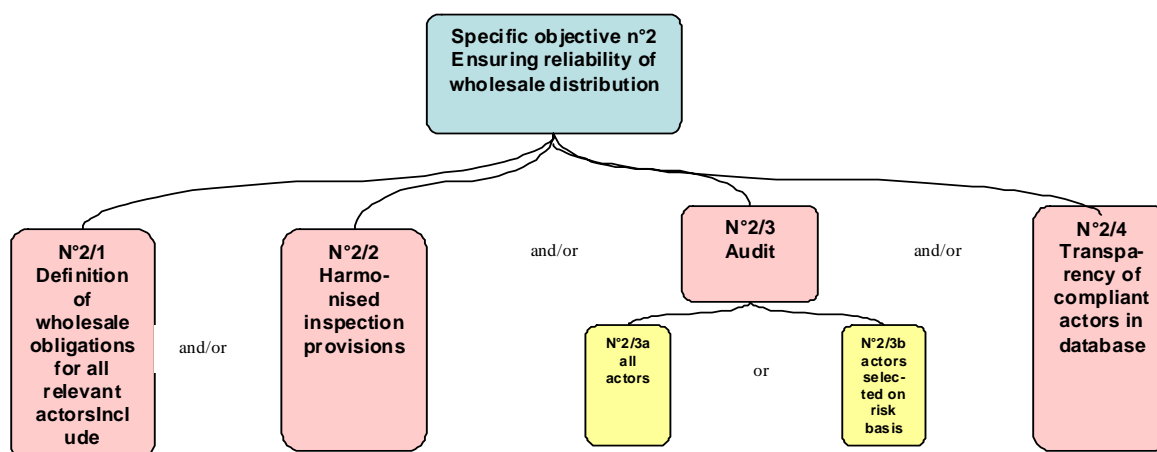 Specific objective n°2
Ensuring reliability of
wholesale distribution
N°2/1
Definition
of
wholesale
obligations
for all
relevant
actorsIncl
ude
and/or
N°2/2
Harmo-
nised
inspection
provisions
and/or
N°2/3
Audit
and/or
N°2/4
Transpa-
rency of
compliant
actors in
database
N°2/3a
all
actors
or
N°2/3b
actors
selec-
ted on
risk
basis